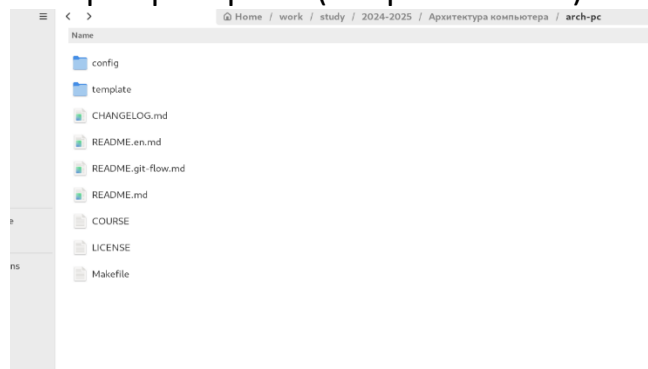 Home / work / study / 2024-2025 / Архитектура компьютера / arch-pc
Name
config
template
CHANGELOG.md
README.en.md
README.git-flow.md
README.md
COURSE
LICENSE
ns
Makefile